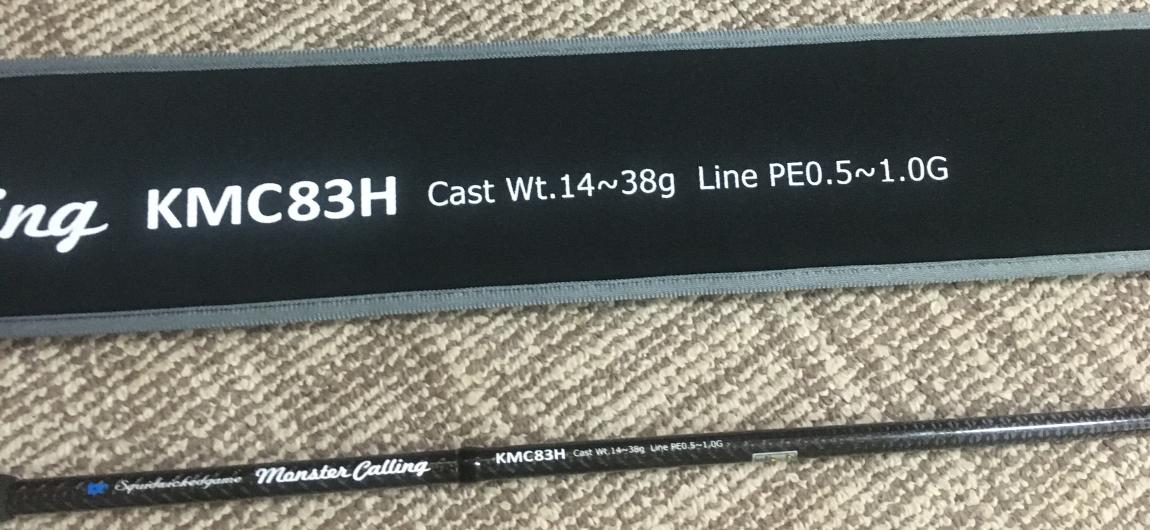 ing KMC83H Cast Wt.14~38g Line PE0.5~1.0G
Monster Calling KMC83H Cast Wt.14~38g Line PE0.5~1.0G